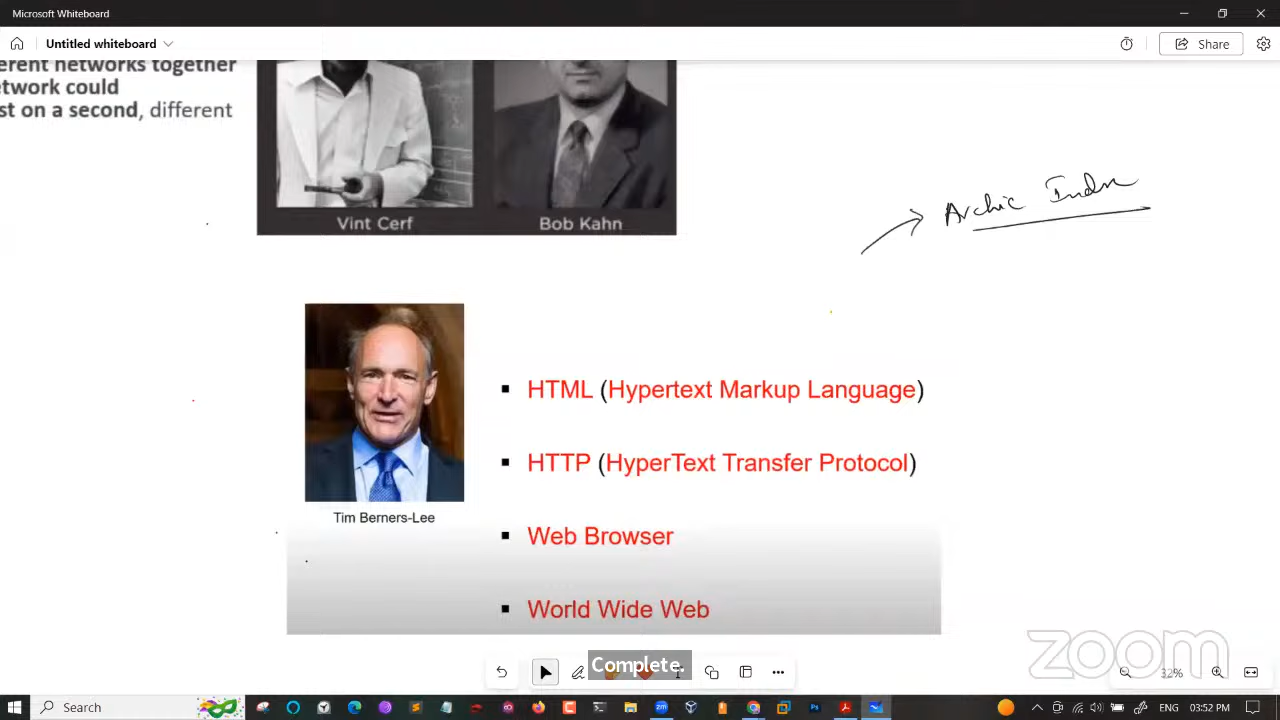 Microsoft Whiteboard
Untitled whiteboard
Share
erent networks together
etwork could
st on a second, different
Vint Cerf
Bob Kahn
Archie
HTML (Hypertext Markup Language)
HTTP (HyperText Transfer Protocol)
Tim Berners-Lee
Web Browser
World Wide Web
zoom
Complete.
32%
Search
ENG
03:52 PM